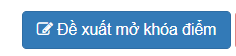 Đề xuất mở khóa điểm